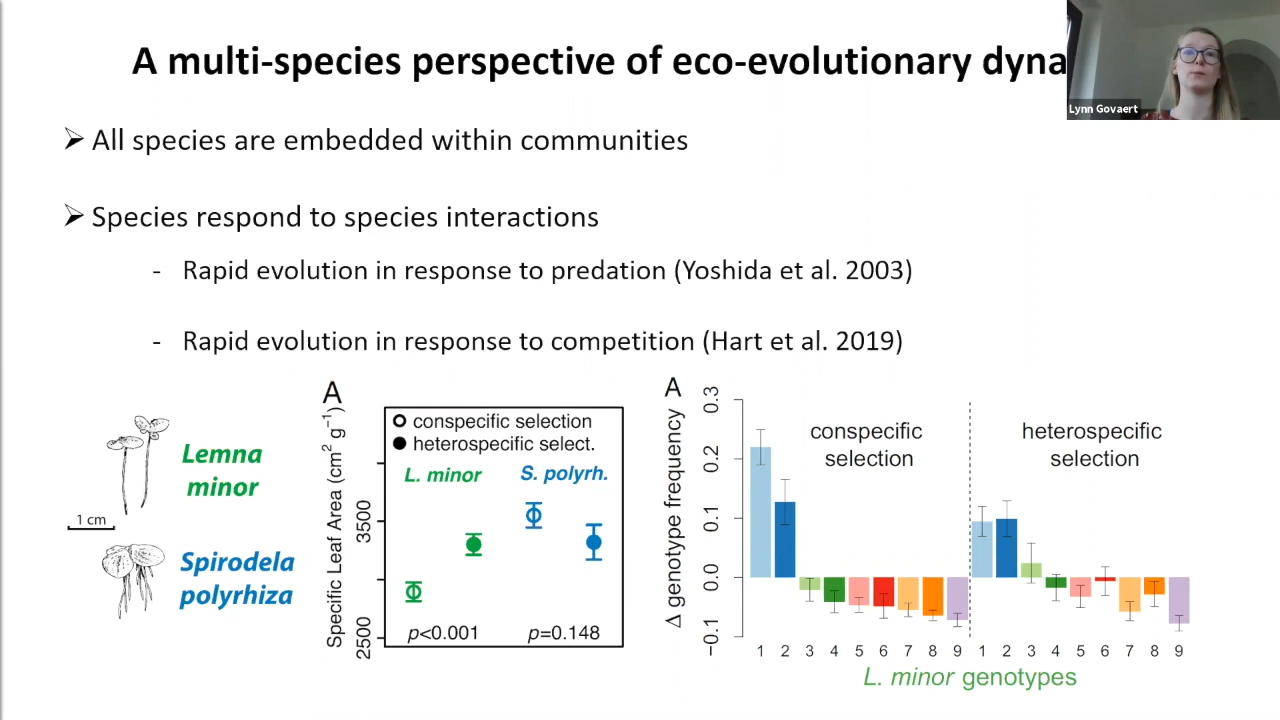 A multi-species perspective of eco-evolutionary dyna
Lynn Govaert
➢ All species are embedded within communities
➢ Species respond to species interactions
- Rapid evolution in response to predation (Yoshida et al. 2003)
- Rapid evolution in response to competition (Hart et al. 2019)
Lemna
minor
1 cm
Spirodela
polyrhiza
A
Specific Leaf Area (cm² g⁻¹)
3500
2500
conspecific selection
heterospecific select.
L. minor S. polyrh.
p<0.001 p=0.148
A
Δ genotype frequency
0.3
0.2
0.1
0.0
−0.1
conspecific
selection
heterospecific
selection
1 2 3 4 5 6 7 8 9 1 2 3 4 5 6 7 8 9
L. minor genotypes